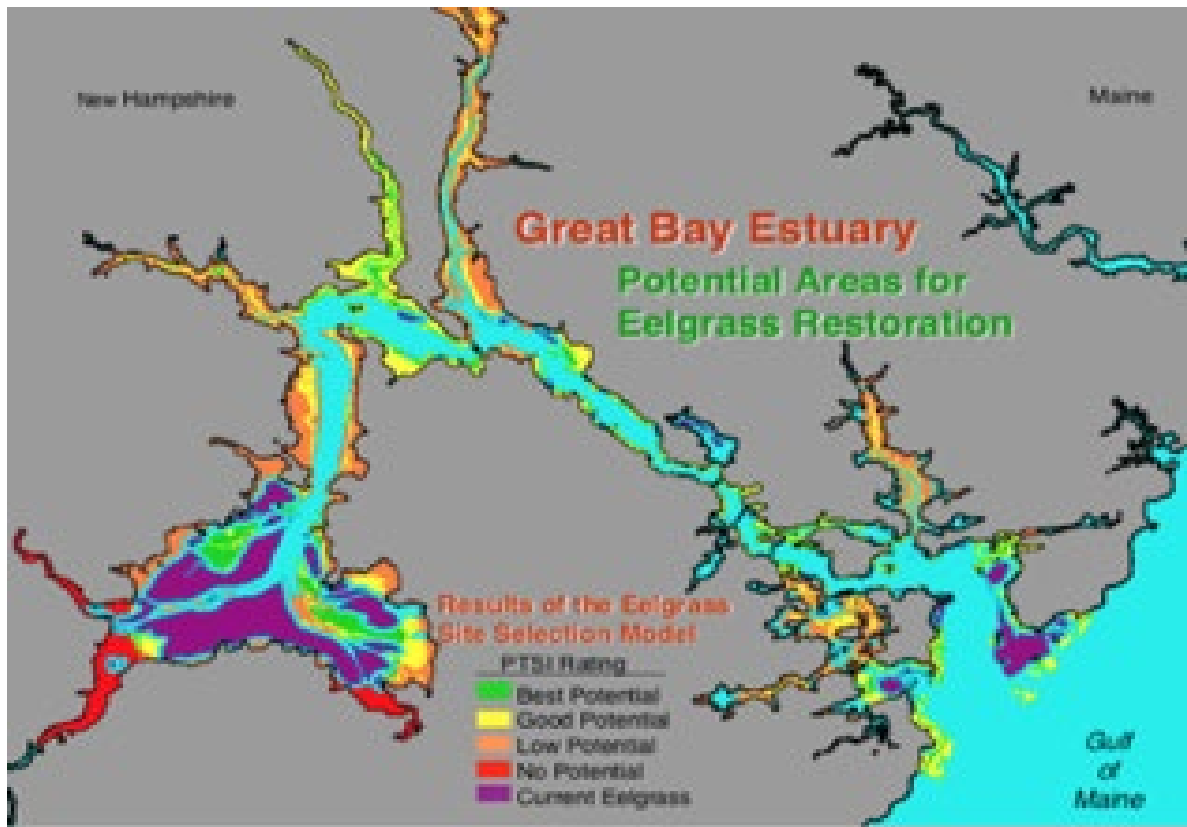 New Hampshire
Maine
Great Bay Estuary
Potential Areas for
Eelgrass Restoration
Results of the Eelgrass
Site Selection Model
PTSI Rating
Best Potential
Good Potential
Low Potential
No Potential
Current Eelgrass
Gulf
of
Maine